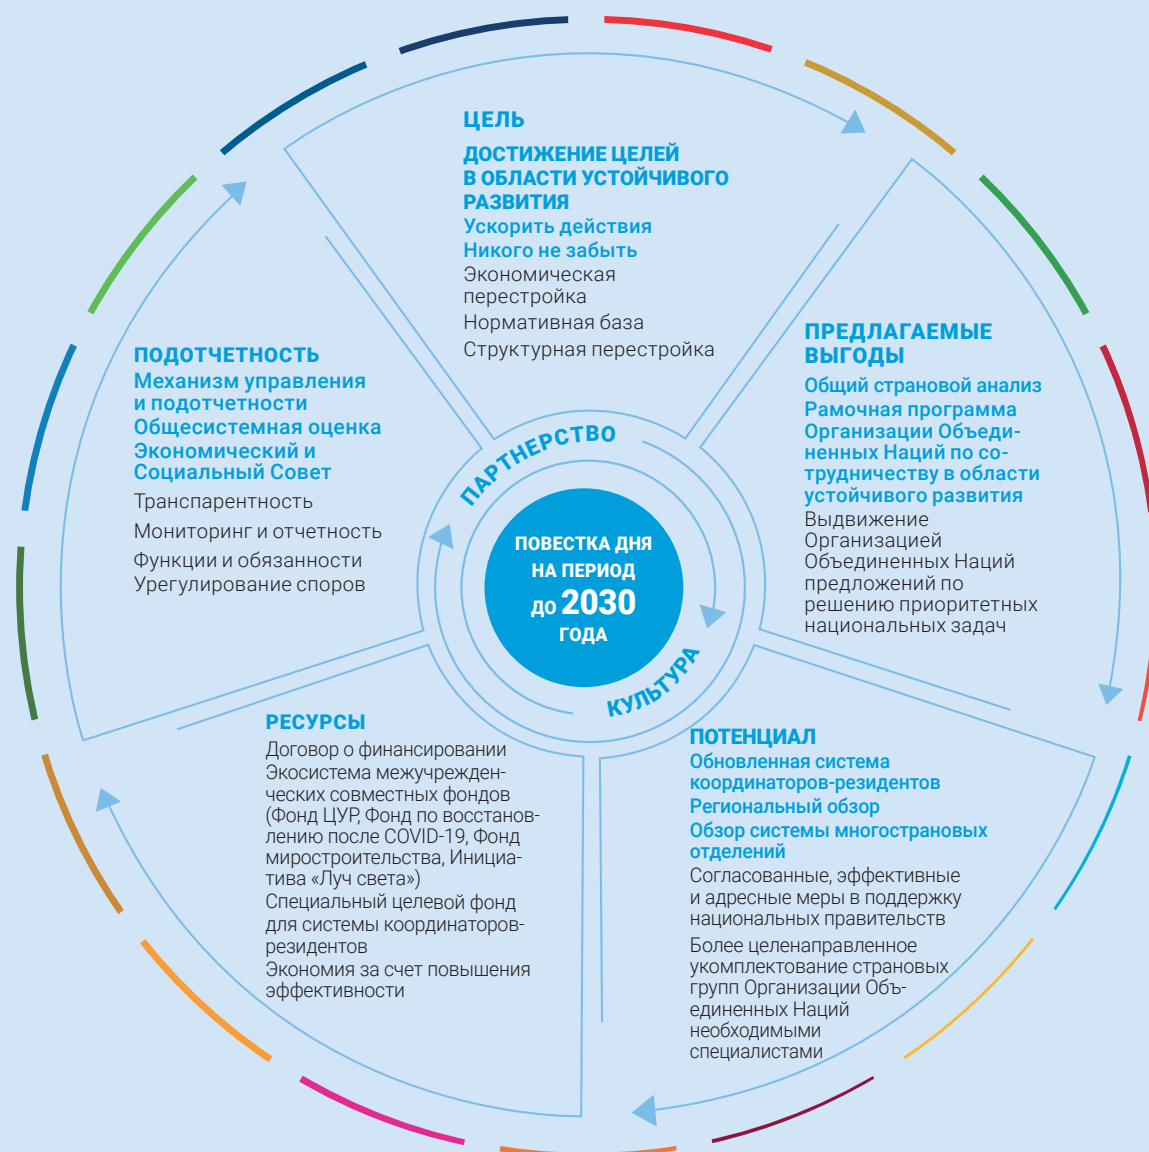 ЦЕЛЬ
ДОСТИЖЕНИЕ ЦЕЛЕЙ
В ОБЛАСТИ УСТОЙЧИВОГО
РАЗВИТИЯ
Ускорить действия
Никого не забыть
Экономическая
перестройка
Нормативная база
Структурная перестройка
ПРЕДЛАГАЕМЫЕ
ВЫГОДЫ
Общий страновой анализ
Рамочная программа
Организации Объеди-
ненных Наций по со-
трудничеству в области
устойчивого развития
Выдвижение
Организацией
Объединенных Наций
предложений по
решению приоритетных
национальных задач
ПОТЕНЦИАЛ
Обновленная система
координаторов-резидентов
Региональный обзор
Обзор системы многострановых
отделений
Согласованные, эффективные
и адресные меры в поддержку
национальных правительств
Более целенаправленное
укомплектование страновых
групп Организации Объ-
единенных Наций
необходимыми
специалистами
РЕСУРСЫ
Договор о финансировании
Экосистема межучрежден-
ческих совместных фондов
(Фонд ЦУР, Фонд по восстанов-
лению после COVID-19, Фонд
миростроительства, Инициа-
тива «Луч света»)
Специальный целевой фонд
для системы координаторов-
резидентов
Экономия за счет повышения
эффективности
ПОДОТЧЕТНОСТЬ
Механизм управления
и подотчетности
Общесистемная оценка
Экономический и
Социальный Совет
Транспарентность
Мониторинг и отчетность
Функции и обязанности
Урегулирование споров
ПАРТНЕРСТВО
ПОВЕСТКА ДНЯ
НА ПЕРИОД
ДО 2030
ГОДА
КУЛЬТУРА